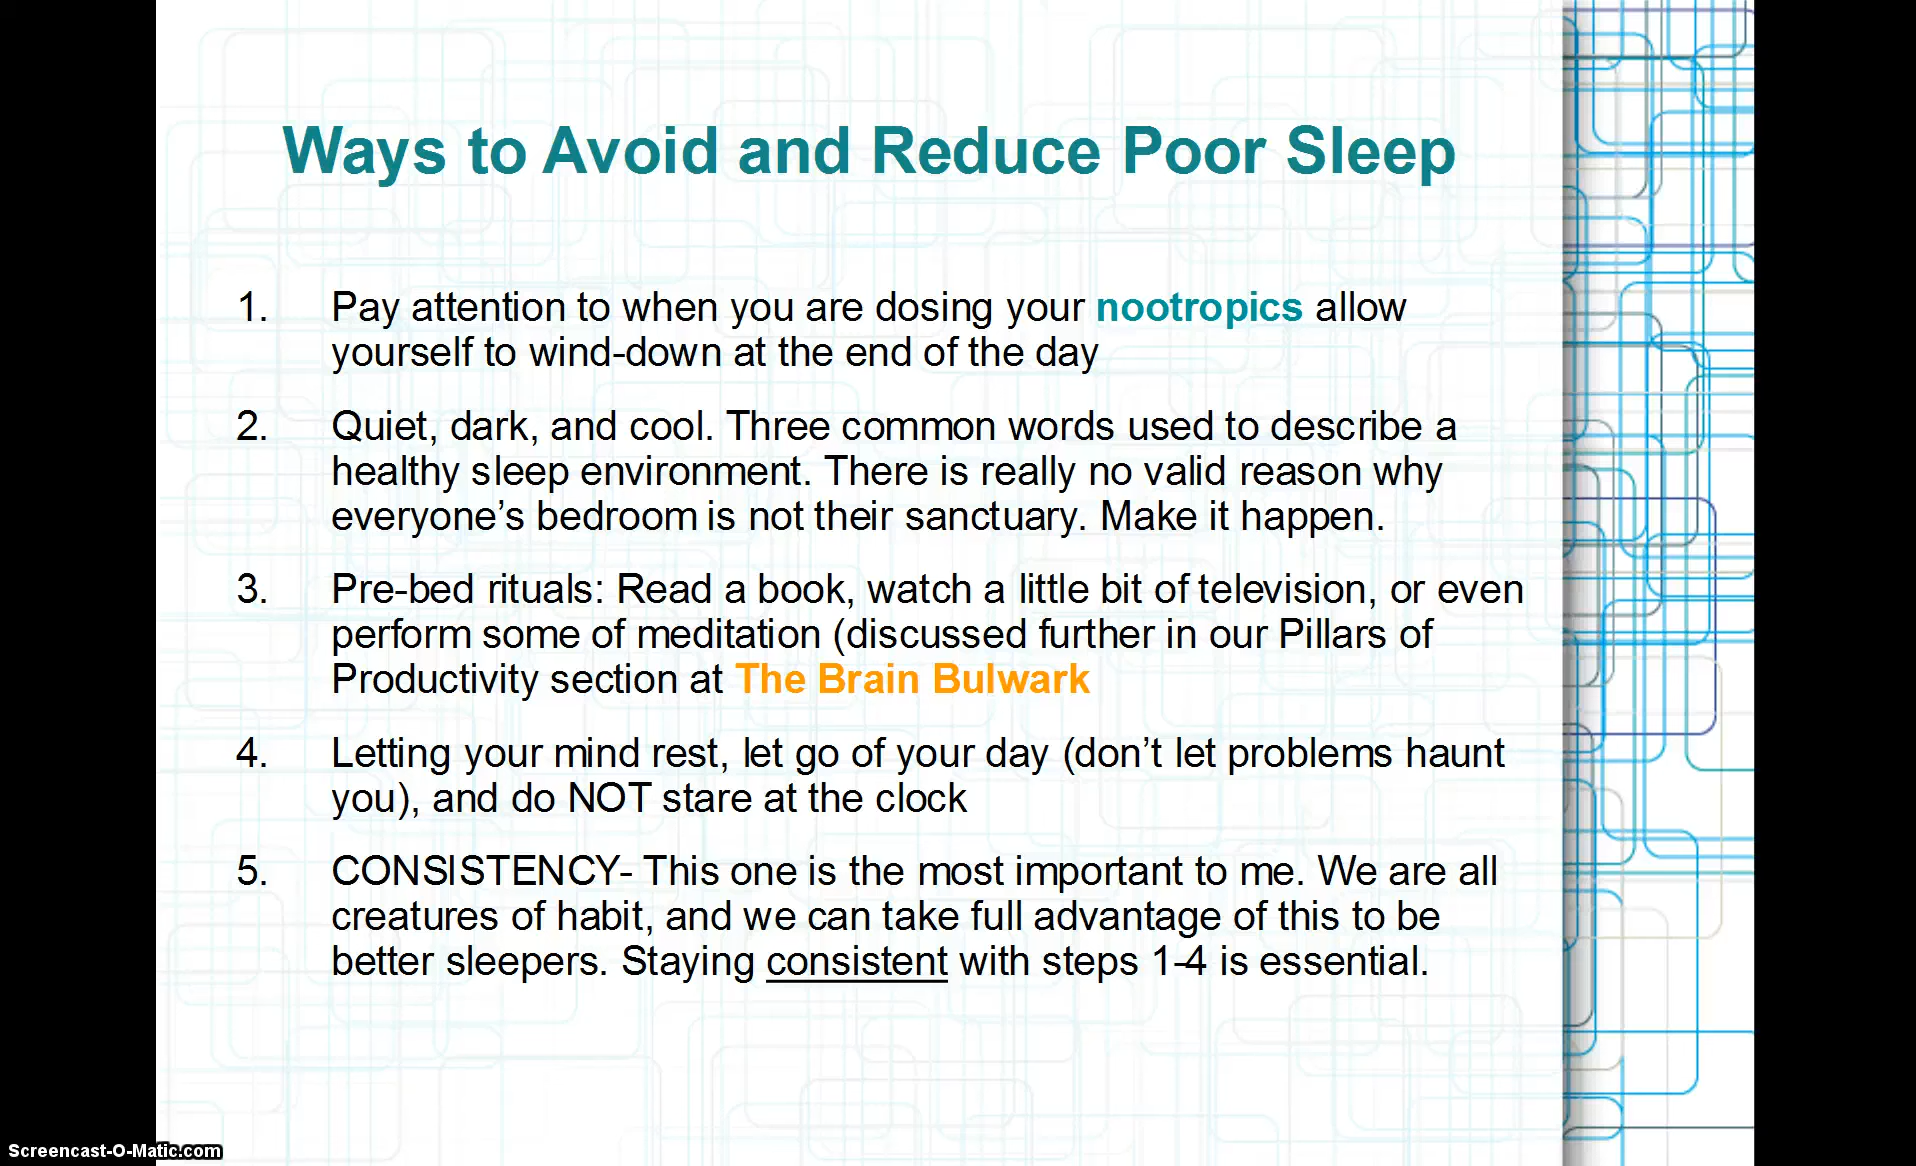 Ways to Avoid and Reduce Poor Sleep
1. Pay attention to when you are dosing your nootropics allow
yourself to wind-down at the end of the day
2. Quiet, dark, and cool. Three common words used to describe a
healthy sleep environment. There is really no valid reason why
everyone’s bedroom is not their sanctuary. Make it happen.
3. Pre-bed rituals: Read a book, watch a little bit of television, or even
perform some of meditation (discussed further in our Pillars of
Productivity section at The Brain Bulwark
4. Letting your mind rest, let go of your day (don’t let problems haunt
you), and do NOT stare at the clock
5. CONSISTENCY- This one is the most important to me. We are all
creatures of habit, and we can take full advantage of this to be
better sleepers. Staying consistent with steps 1-4 is essential.
Screencast-O-Matic.com